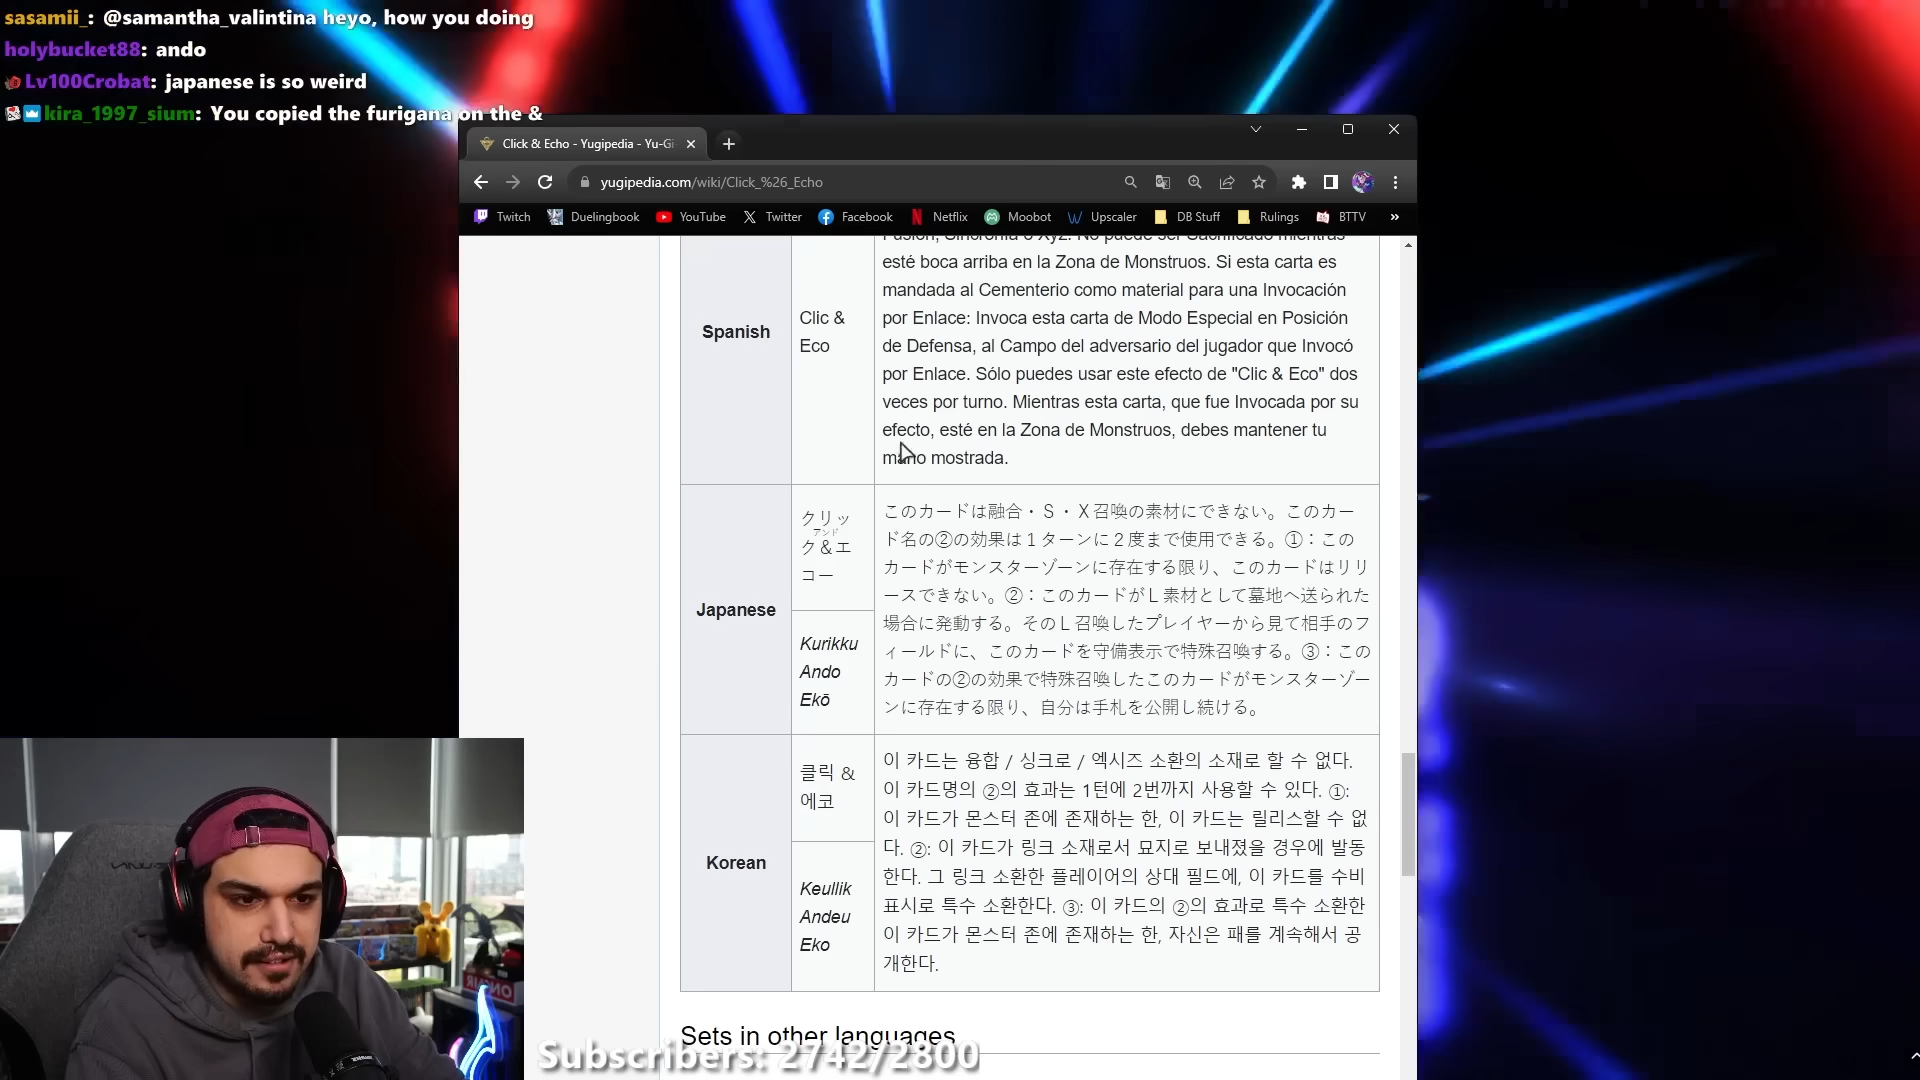 sasamii_: @samantha_valintina heyo, how you doing
holybucket88: ando
Lv100Crobat: japanese is so weird
kira_1997_sium: You copied the furigana on the &
Click & Echo - Yugipedia - Yu-Gi
yugipedia.com/wiki/Click_%26_Echo
Twitch Duelingbook YouTube Twitter Facebook Netflix Moobot Upscaler DB Stuff Rulings BTTV »
Fusión, Sincronía o Xyz. No puede ser Sacrificado mientras
esté boca arriba en la Zona de Monstruos. Si esta carta es
mandada al Cementerio como material para una Invocación
por Enlace: Invoca esta carta de Modo Especial en Posición
de Defensa, al Campo del adversario del jugador que Invocó
por Enlace. Sólo puedes usar este efecto de "Clic & Eco" dos
veces por turno. Mientras esta carta, que fue Invocada por su
efecto, esté en la Zona de Monstruos, debes mantener tu
mano mostrada.
Spanish
Clic &
Eco
Japanese
クリッ
アンド
ク＆エ
コー
Kurikku
Ando
Ekō
このカードは融合・Ｓ・Ｘ召喚の素材にできない。このカー
ド名の②の効果は１ターンに２度まで使用できる。①：この
カードがモンスターゾーンに存在する限り、このカードはリリ
ースできない。②：このカードがＬ素材として墓地へ送られた
場合に発動する。そのＬ召喚したプレイヤーから見て相手のフ
ィールドに、このカードを守備表示で特殊召喚する。③：この
カードの②の効果で特殊召喚したこのカードがモンスターゾー
ンに存在する限り、自分は手札を公開し続ける。
Korean
클릭 &
에코
Keullik
Andeu
Eko
이 카드는 융합 / 싱크로 / 엑시즈 소환의 소재로 할 수 없다.
이 카드명의 ②의 효과는 1턴에 2번까지 사용할 수 있다. ①:
이 카드가 몬스터 존에 존재하는 한, 이 카드는 릴리스할 수 없
다. ②: 이 카드가 링크 소재로서 묘지로 보내졌을 경우에 발동
한다. 그 링크 소환한 플레이어의 상대 필드에, 이 카드를 수비
표시로 특수 소환한다. ③: 이 카드의 ②의 효과로 특수 소환한
이 카드가 몬스터 존에 존재하는 한, 자신은 패를 계속해서 공
개한다.
Sets in other languages
Subscribers: 2742/2800